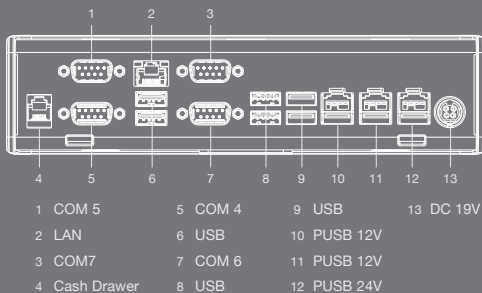 1 2 3
4 5 6 7 8 9 10 11 12 13
1 COM 5
2 LAN
3 COM7
4 Cash Drawer
5 COM 4
6 USB
7 COM 6
8 USB
9 USB
10 PUSB 12V
11 PUSB 12V
12 PUSB 24V
13 DC 19V